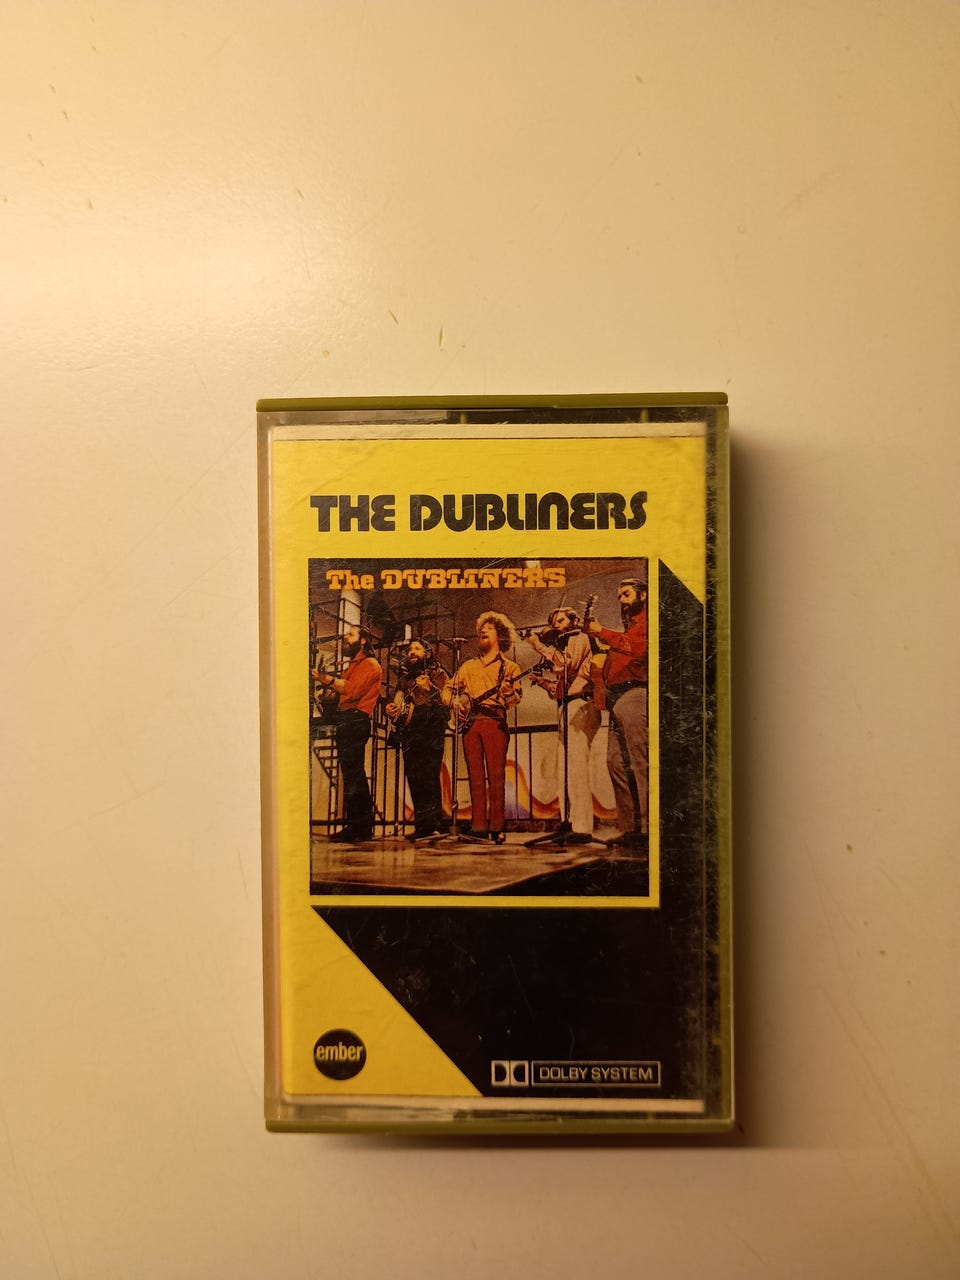 THE DUBLINERS
The DUBLINERS
ember
DOLBY SYSTEM